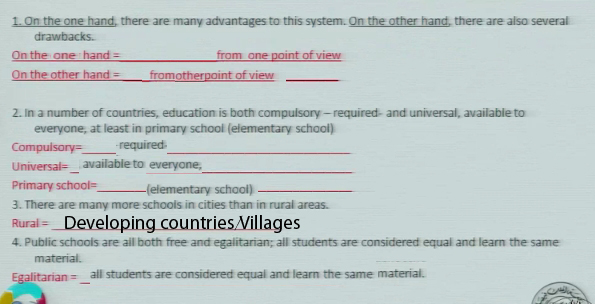 1. On the one hand, there are many advantages to this system. On the other hand, there are also several
drawbacks.
On the one hand = from one point of view
On the other hand = fromotherpoint of view
2. In a number of countries, education is both compulsory – required- and universal, available to
everyone, at least in primary school (elementary school)
Compulsory= required
Universal= available to everyone,
Primary school= (elementary school)
3. There are many more schools in cities than in rural areas.
Rural = Developing countries/Villages
4. Public schools are all both free and egalitarian; all students are considered equal and learn the same
material.
Egalitarian = all students are considered equal and learn the same material.